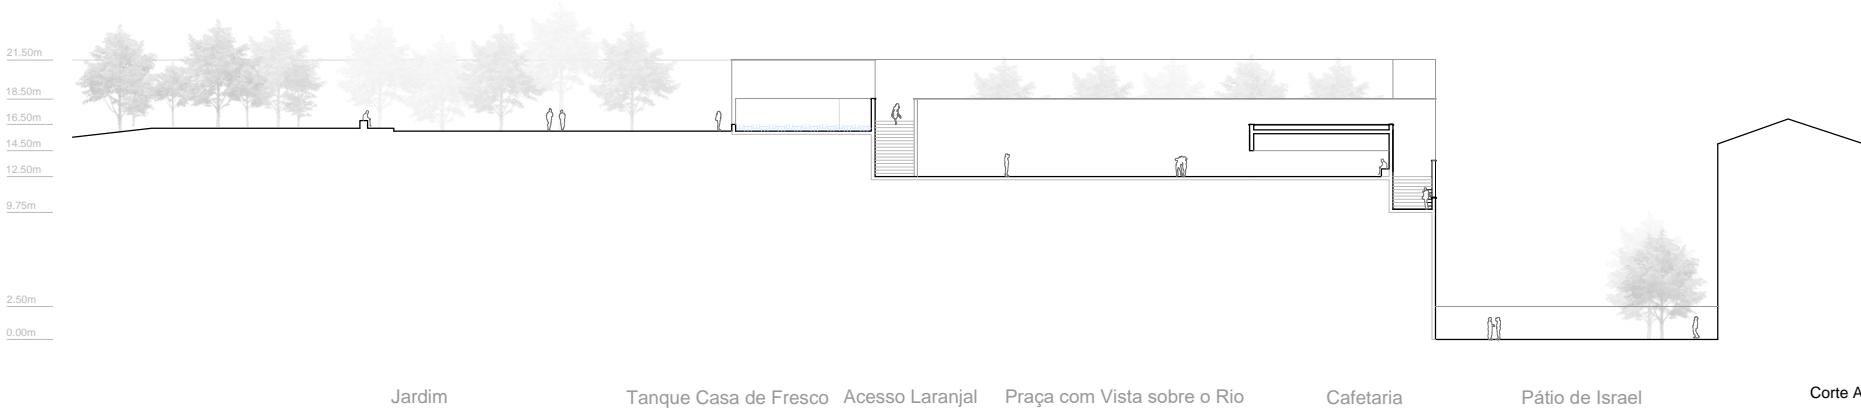 21.50m
18.50m
16.50m
14.50m
12.50m
9.75m
2.50m
0.00m
Jardim Tanque Casa de Fresco Acesso Laranjal Praça com Vista sobre o Rio Cafetaria Pátio de Israel Corte A